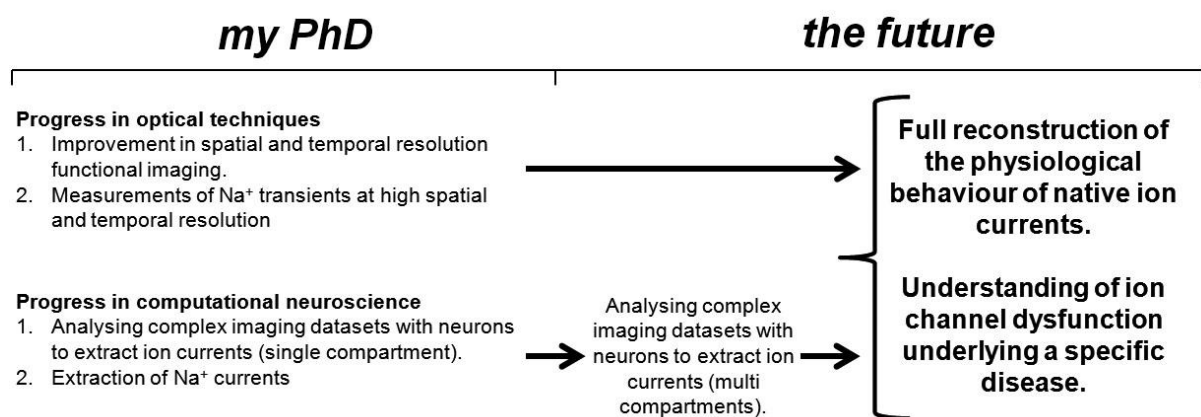 my PhD
the future
Progress in optical techniques
1. Improvement in spatial and temporal resolution
functional imaging.
2. Measurements of Na⁺ transients at high spatial
and temporal resolution
Progress in computational neuroscience
1. Analysing complex imaging datasets with neurons
to extract ion currents (single compartment).
2. Extraction of Na⁺ currents
Analysing complex
imaging datasets with
neurons to extract ion
currents (multi
compartments).
Full reconstruction of
the physiological
behaviour of native ion
currents.
Understanding of ion
channel dysfunction
underlying a specific
disease.